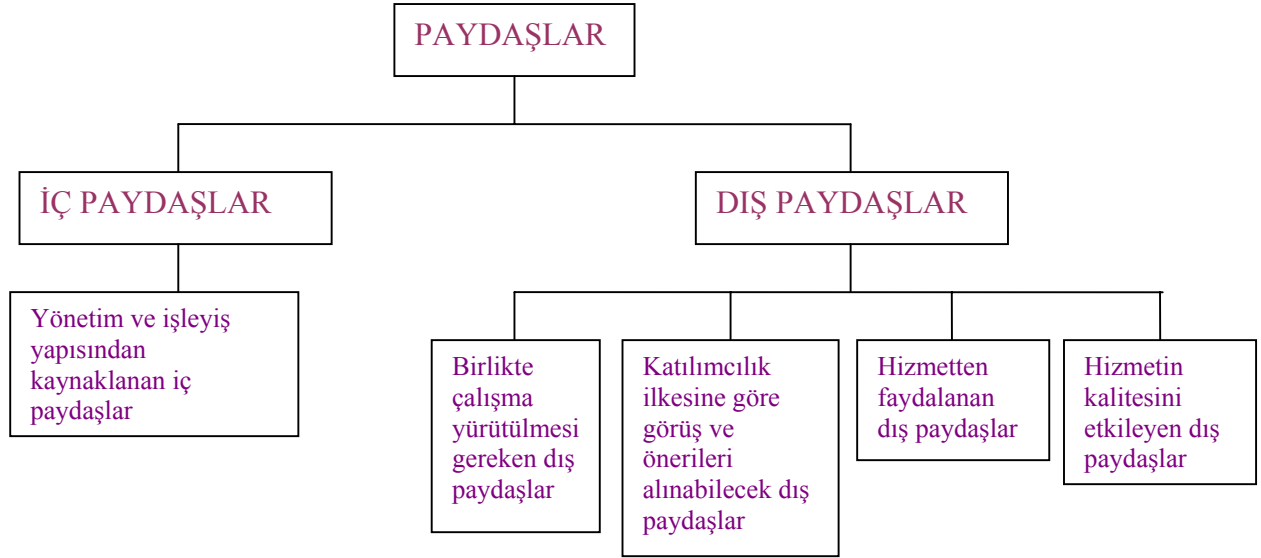 PAYDAŞLAR
İÇ PAYDAŞLAR
DIŞ PAYDAŞLAR
Yönetim ve işleyiş
yapısından
kaynaklanan iç
paydaşlar
Birlikte
çalışma
yürütülmesi
gereken dış
paydaşlar
Katılımcılık
ilkesine göre
görüş ve
önerileri
alınabilecek dış
paydaşlar
Hizmetten
faydalanan
dış paydaşlar
Hizmetin
kalitesini
etkileyen dış
paydaşlar